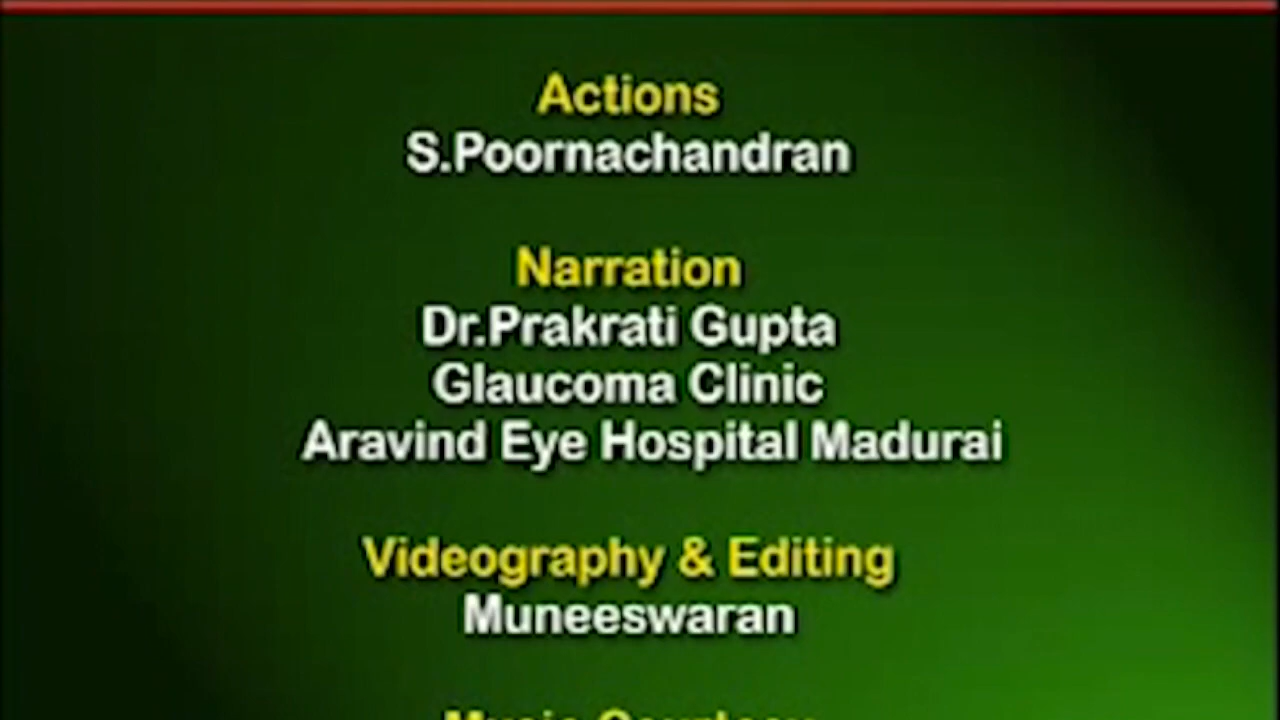 Actions
S.Poornachandran
Narration
Dr.Prakrati Gupta
Glaucoma Clinic
Aravind Eye Hospital Madurai
Videography & Editing
Muneeswaran